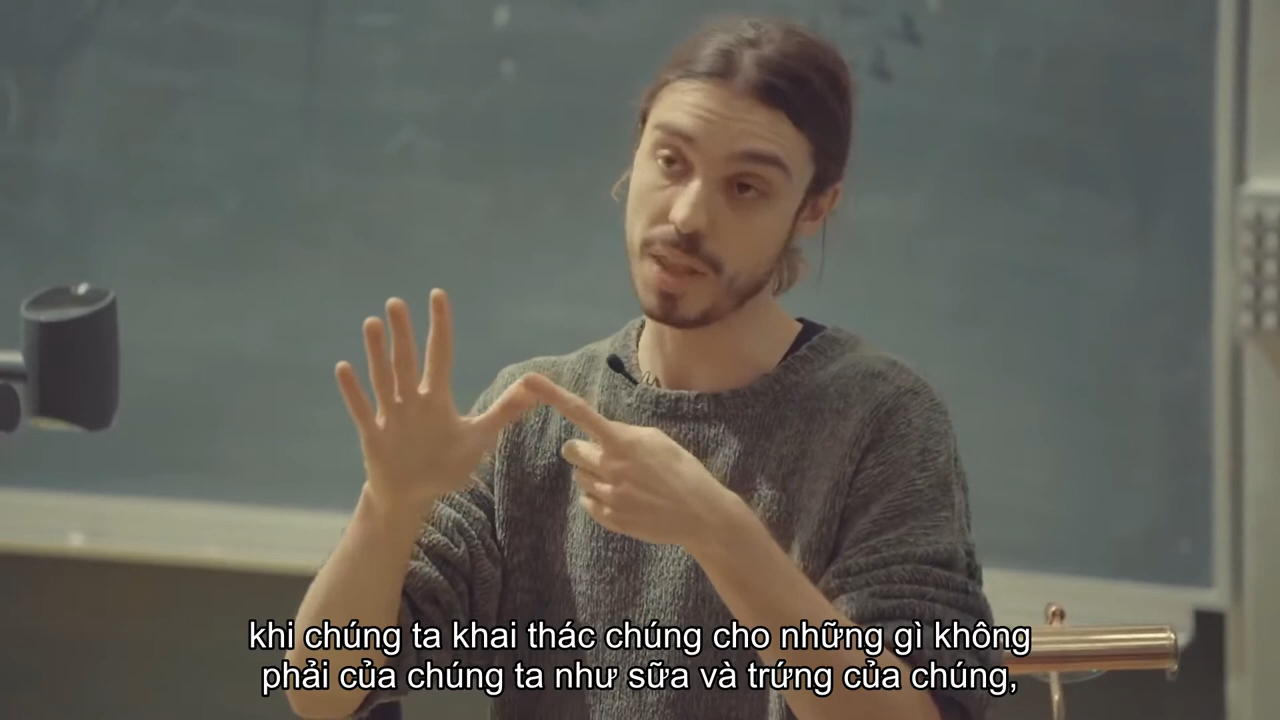 khi chúng ta khai thác chúng cho những gì không
phải của chúng ta như sữa và trứng của chúng,